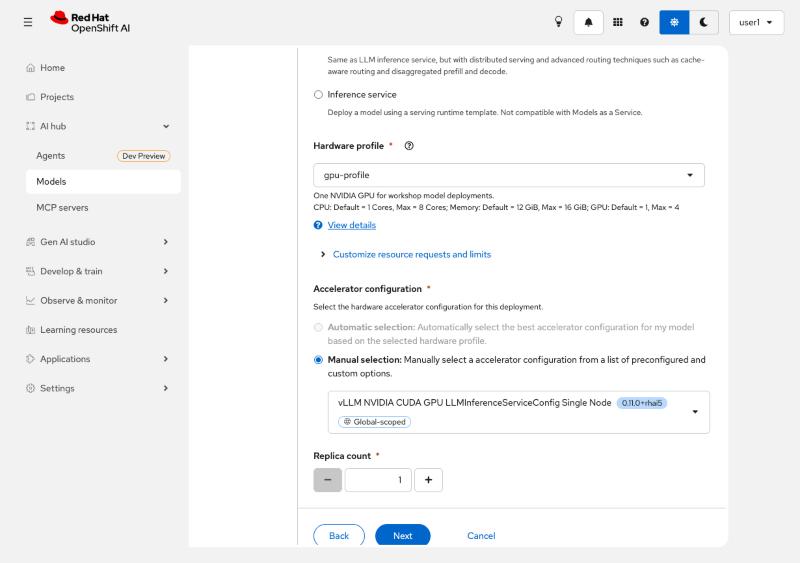 Red Hat
OpenShift AI
user1
Home
Projects
AI hub
Agents
Dev Preview
Models
MCP servers
Gen AI studio
Develop & train
Observe & monitor
Learning resources
Applications
Settings
Same as LLM inference service, but with distributed serving and advanced routing techniques such as cache-
aware routing and disaggregated prefill and decode.
Inference service
Deploy a model using a serving runtime template. Not compatible with Models as a Service.
Hardware profile *
gpu-profile
One NVIDIA GPU for workshop model deployments.
CPU: Default = 1 Cores, Max = 8 Cores; Memory: Default = 12 GiB, Max = 16 GiB; GPU: Default = 1, Max = 4
View details
Customize resource requests and limits
Accelerator configuration *
Select the hardware accelerator configuration for this deployment.
Automatic selection: Automatically select the best accelerator configuration for my model
based on the selected hardware profile.
Manual selection: Manually select a accelerator configuration from a list of preconfigured and
custom options.
vLLM NVIDIA CUDA GPU LLMInferenceServiceConfig Single Node 0.11.0+rhai5
Global-scoped
Replica count *
1
Back
Next
Cancel